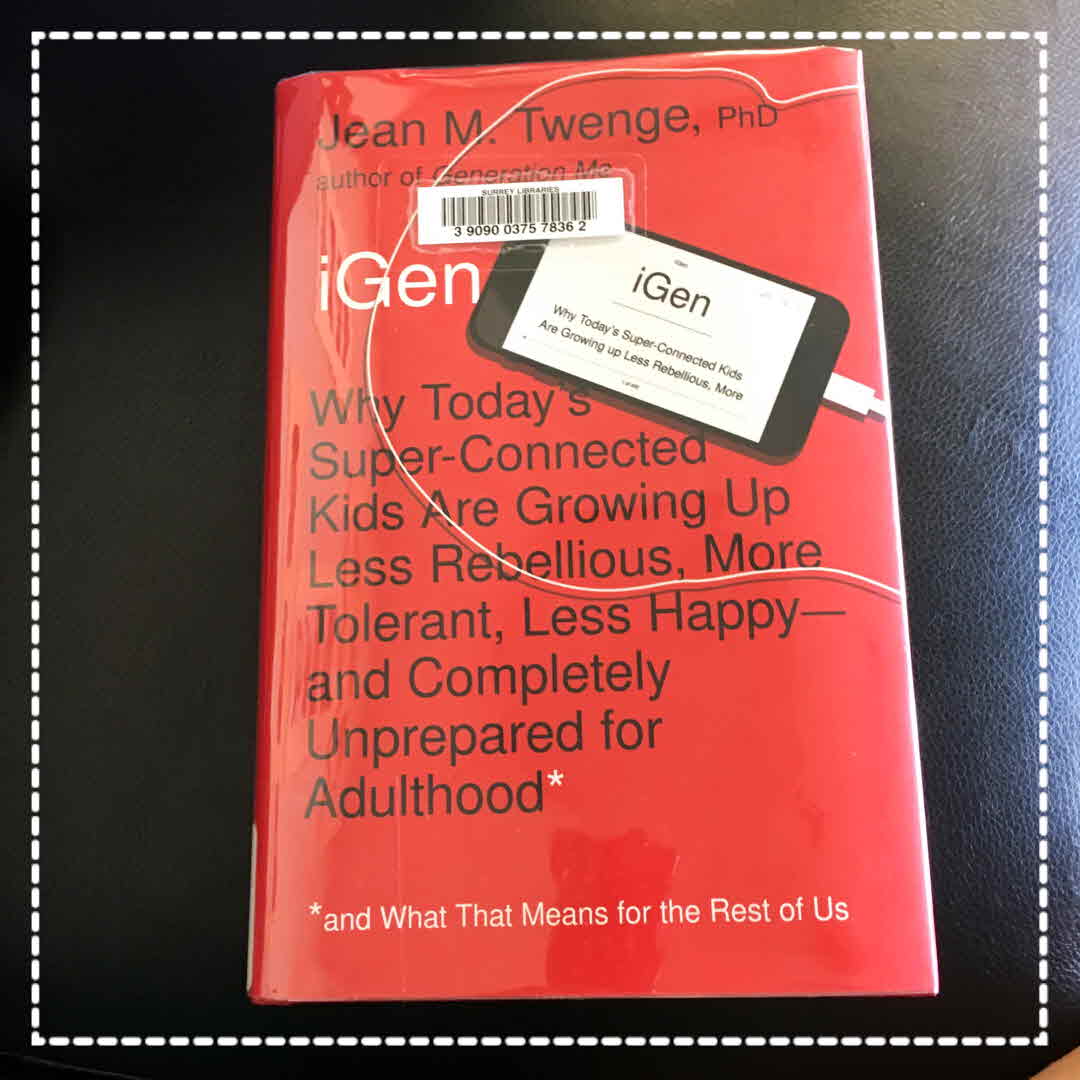 Jean M. Twenge, PhD
author of Generation Me
SURREY LIBRARIES
3 9090 0375 7836 2
iGen
iGen
iGen
Why Today's Super-Connected Kids
Are Growing up Less Rebellious, More
Why Today's
Super-Connected
Kids Are Growing Up
Less Rebellious, More
Tolerant, Less Happy—
and Completely
Unprepared for
Adulthood*
*and What That Means for the Rest of Us